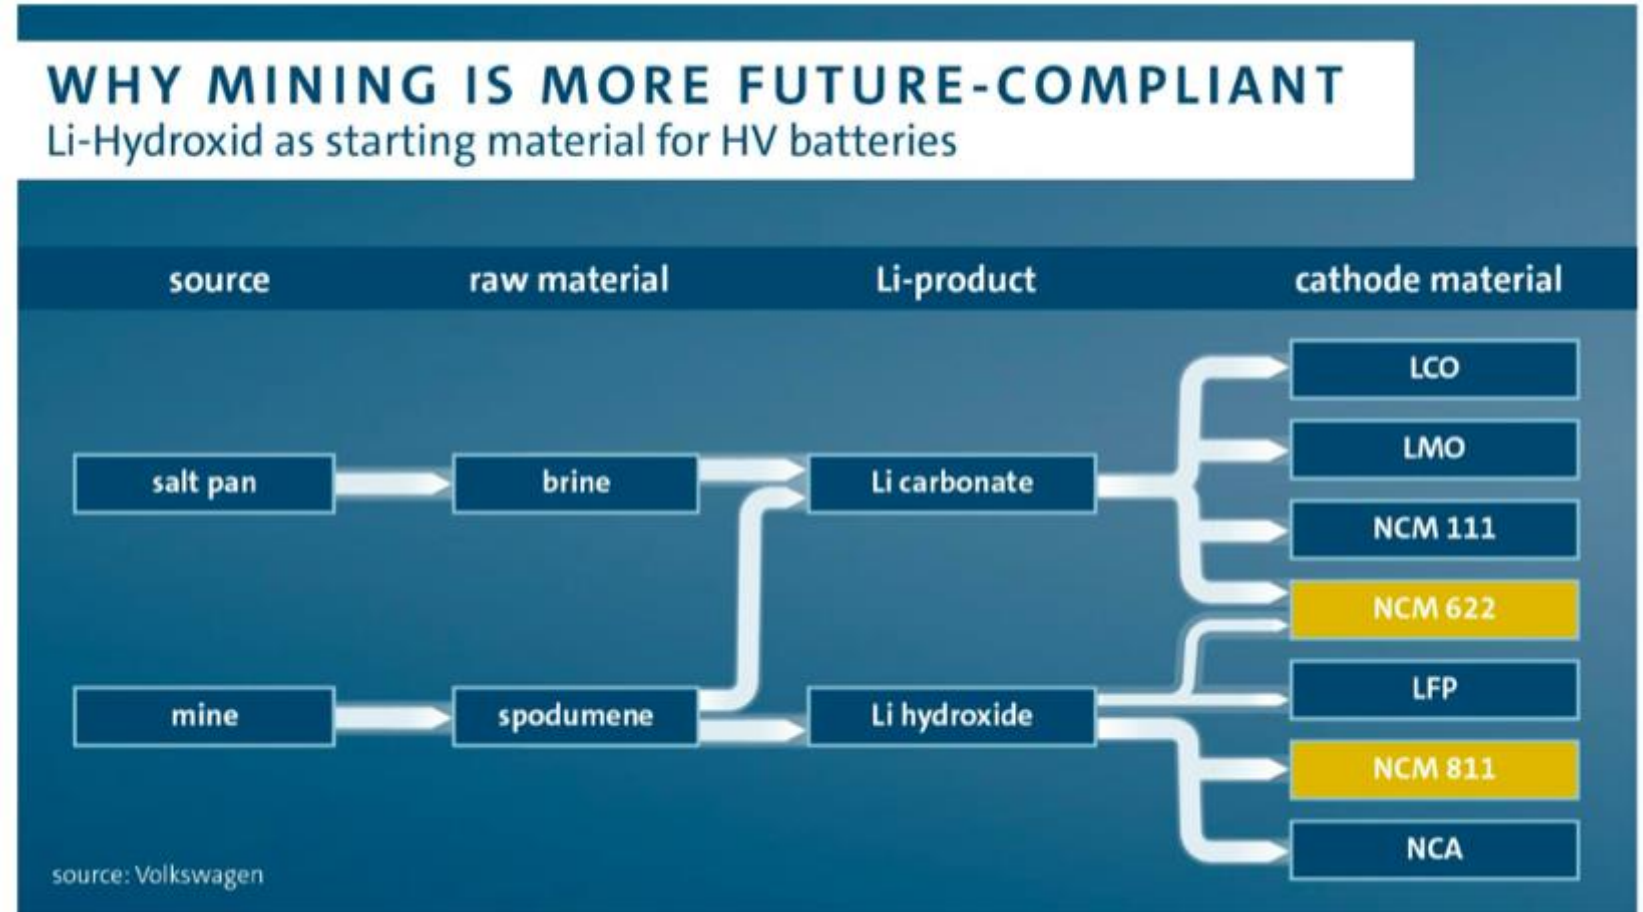 WHY MINING IS MORE FUTURE-COMPLIANT
Li-Hydroxid as starting material for HV batteries
source
raw material
Li-product
cathode material
LCO
LMO
salt pan
brine
Li carbonate
NCM 111
NCM 622
LFP
mine
spodumene
Li hydroxide
NCM 811
NCA
source: Volkswagen